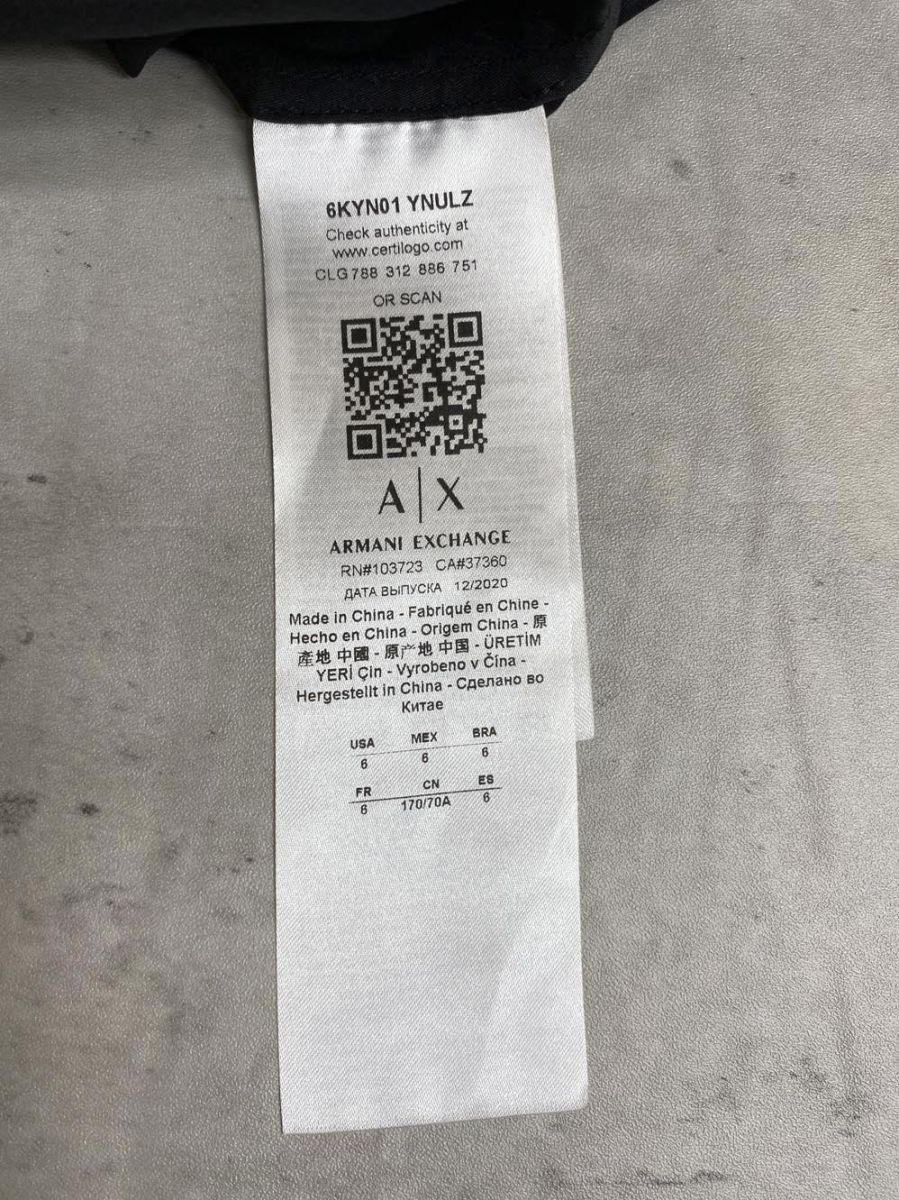 6KYN01 YNULZ
Check authenticity at
www.certilogo.com
CLG 788 312 886 751
OR SCAN
A|X
ARMANI EXCHANGE
RN#103723 CA#37360
ДАТА ВЫПУСКА 12/2020
Made in China - Fabriqué en Chine -
Hecho en China - Origem China - 原
產地 中國 - 原产地 中国 - ÜRETİM
YERİ Çin - Vyrobeno v Čína -
Hergestellt in China - Сделано во
Китае
USA MEX BRA
6 6 6
FR CN ES
6 170/70A 6